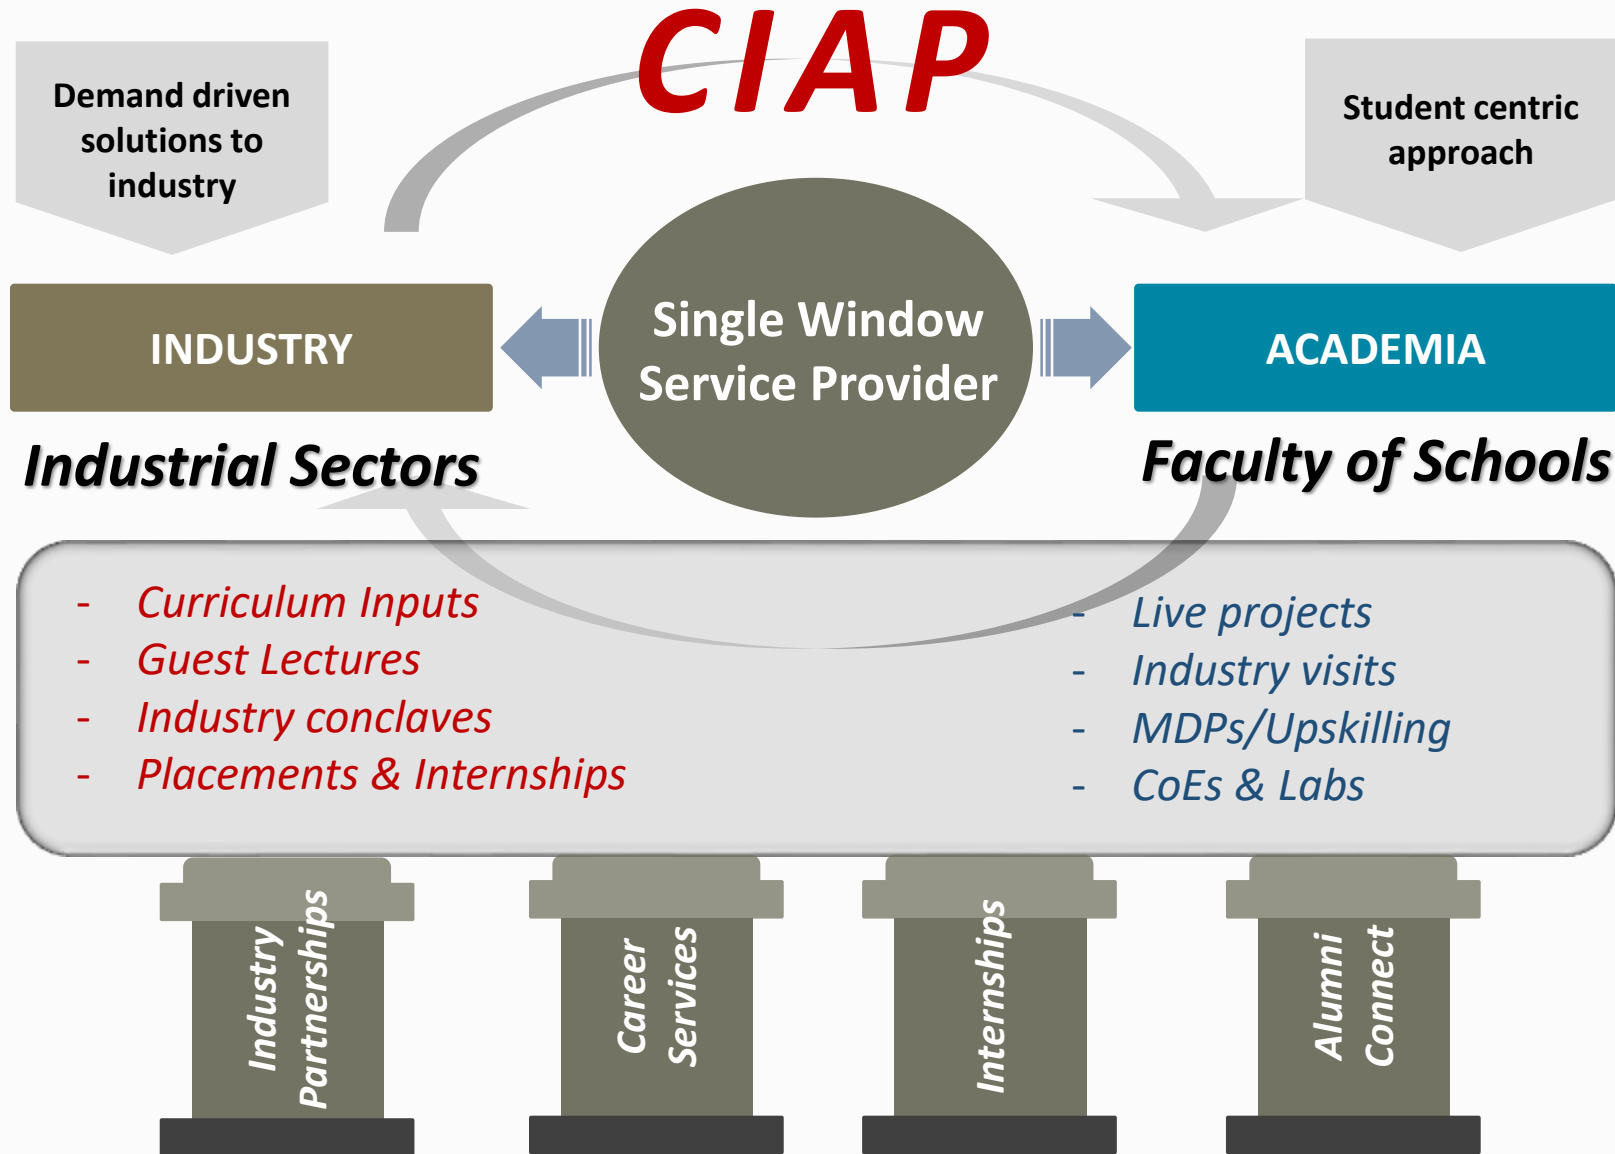 CIAP
Demand driven
solutions to
industry
Student centric
approach
INDUSTRY
Single Window
Service Provider
ACADEMIA
Industrial Sectors
Faculty of Schools
- Curriculum Inputs
- Guest Lectures
- Industry conclaves
- Placements & Internships
- Live projects
- Industry visits
- MDPs/Upskilling
- CoEs & Labs
Industry
Partnerships
Career
Services
Internships
Alumni
Connect